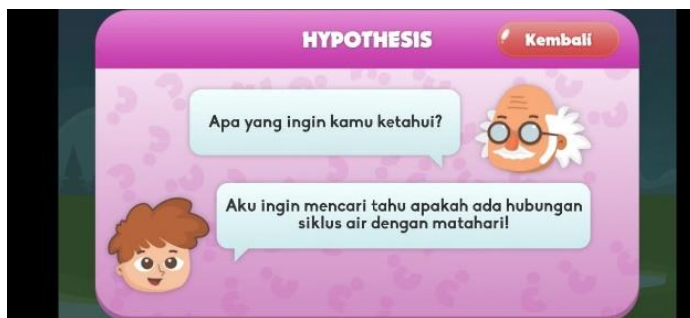 HYPOTHESIS
Kembali
Apa yang ingin kamu ketahui?
Aku ingin mencari tahu apakah ada hubungan
siklus air dengan matahari!